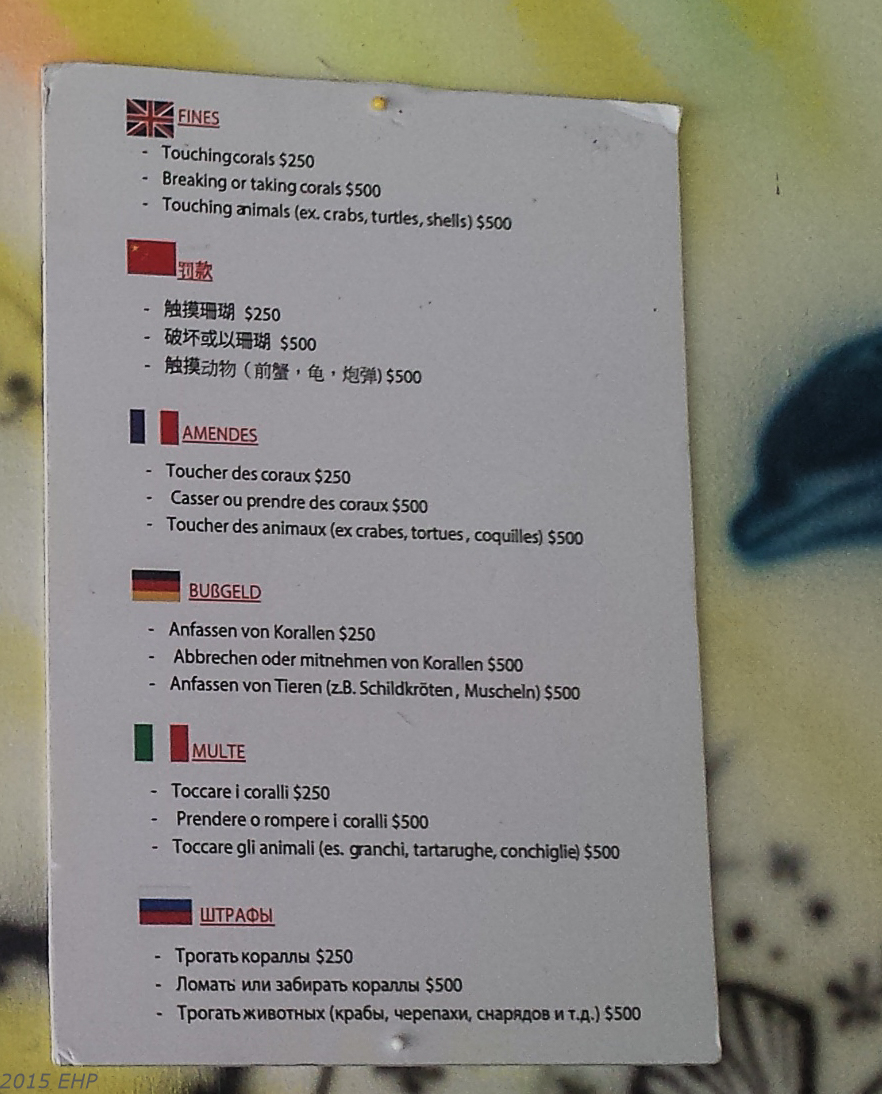 FINES
- Touchingcorals $250
- Breaking or taking corals $500
- Touching animals (ex. crabs, turtles, shells) $500
罚款
- 触摸珊瑚 $250
- 破坏或以珊瑚 $500
- 触摸动物（前蟹，龟，炮弹) $500
AMENDES
- Toucher des coraux $250
- Casser ou prendre des coraux $500
- Toucher des animaux (ex crabes, tortues, coquilles) $500
BUßGELD
- Anfassen von Korallen $250
- Abbrechen oder mitnehmen von Korallen $500
- Anfassen von Tieren (z.B. Schildkröten, Muscheln) $500
MULTE
- Toccare i coralli $250
- Prendere o rompere i coralli $500
- Toccare gli animali (es. granchi, tartarughe, conchiglie) $500
ШТРАФЫ
- Трогать кораллы $250
- Ломать или забирать кораллы $500
- Трогать животных (крабы, черепахи, снарядов и т.д.) $500
2015 EHP